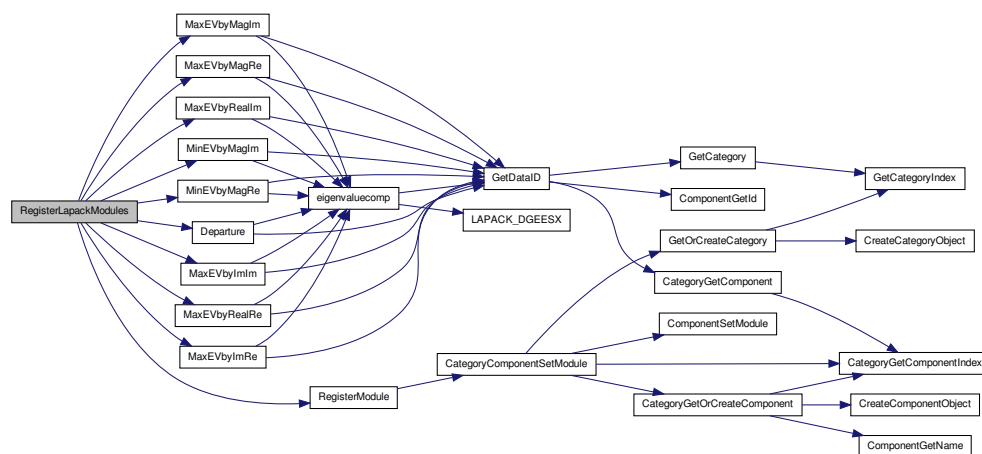 MaxEVbyMagIm
MaxEVbyMagRe
MaxEVbyRealIm
MinEVbyMagIm
MinEVbyMagRe
RegisterLapackModules
Departure
MaxEVbyImIm
MaxEVbyRealRe
MaxEVbyImRe
RegisterModule
eigenvaluecomp
GetDataID
LAPACK_DGEESX
CategoryComponentSetModule
GetCategory
ComponentGetId
GetOrCreateCategory
CategoryGetComponent
ComponentSetModule
CategoryGetOrCreateComponent
GetCategoryIndex
CreateCategoryObject
CategoryGetComponentIndex
CreateComponentObject
ComponentGetName